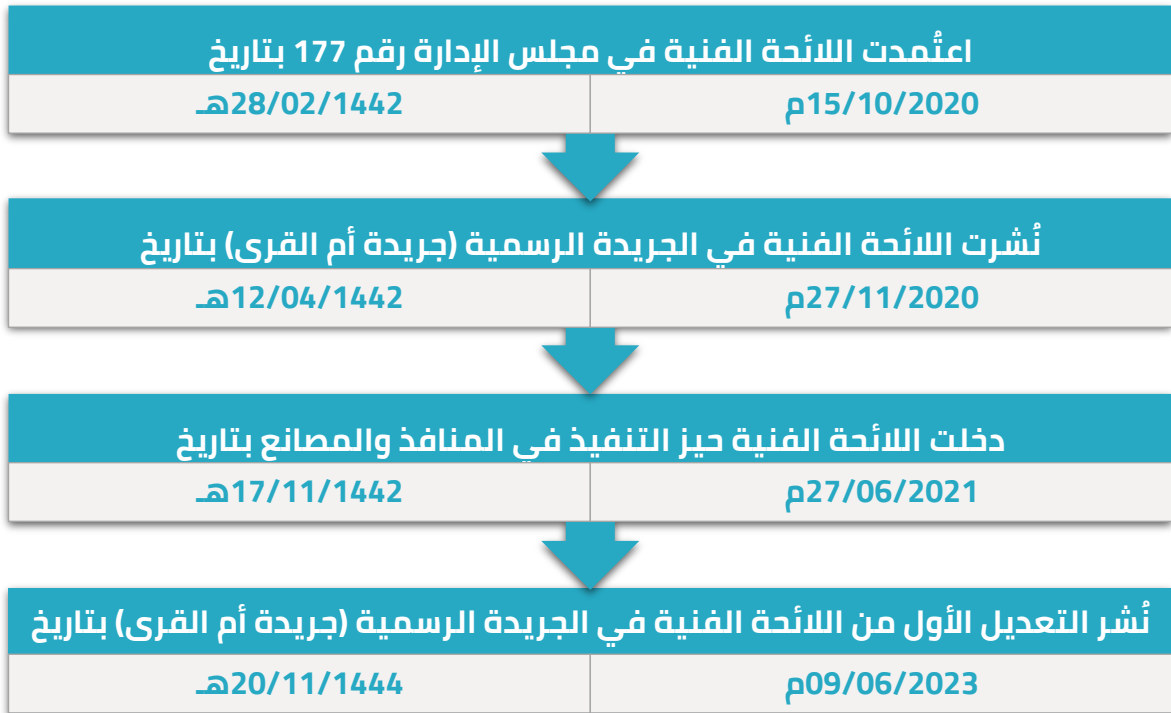 اعتُمدت اللائحة الفنية في مجلس الإدارة رقم 177 بتاريخ
15/10/2020م
28/02/1442هـ
نُشرت اللائحة الفنية في الجريدة الرسمية (جريدة أم القرى) بتاريخ
27/11/2020م
12/04/1442هـ
دخلت اللائحة الفنية حيز التنفيذ في المنافذ والمصانع بتاريخ
27/06/2021م
17/11/1442هـ
نُشر التعديل الأول من اللائحة الفنية في الجريدة الرسمية (جريدة أم القرى) بتاريخ
09/06/2023م
20/11/1444هـ